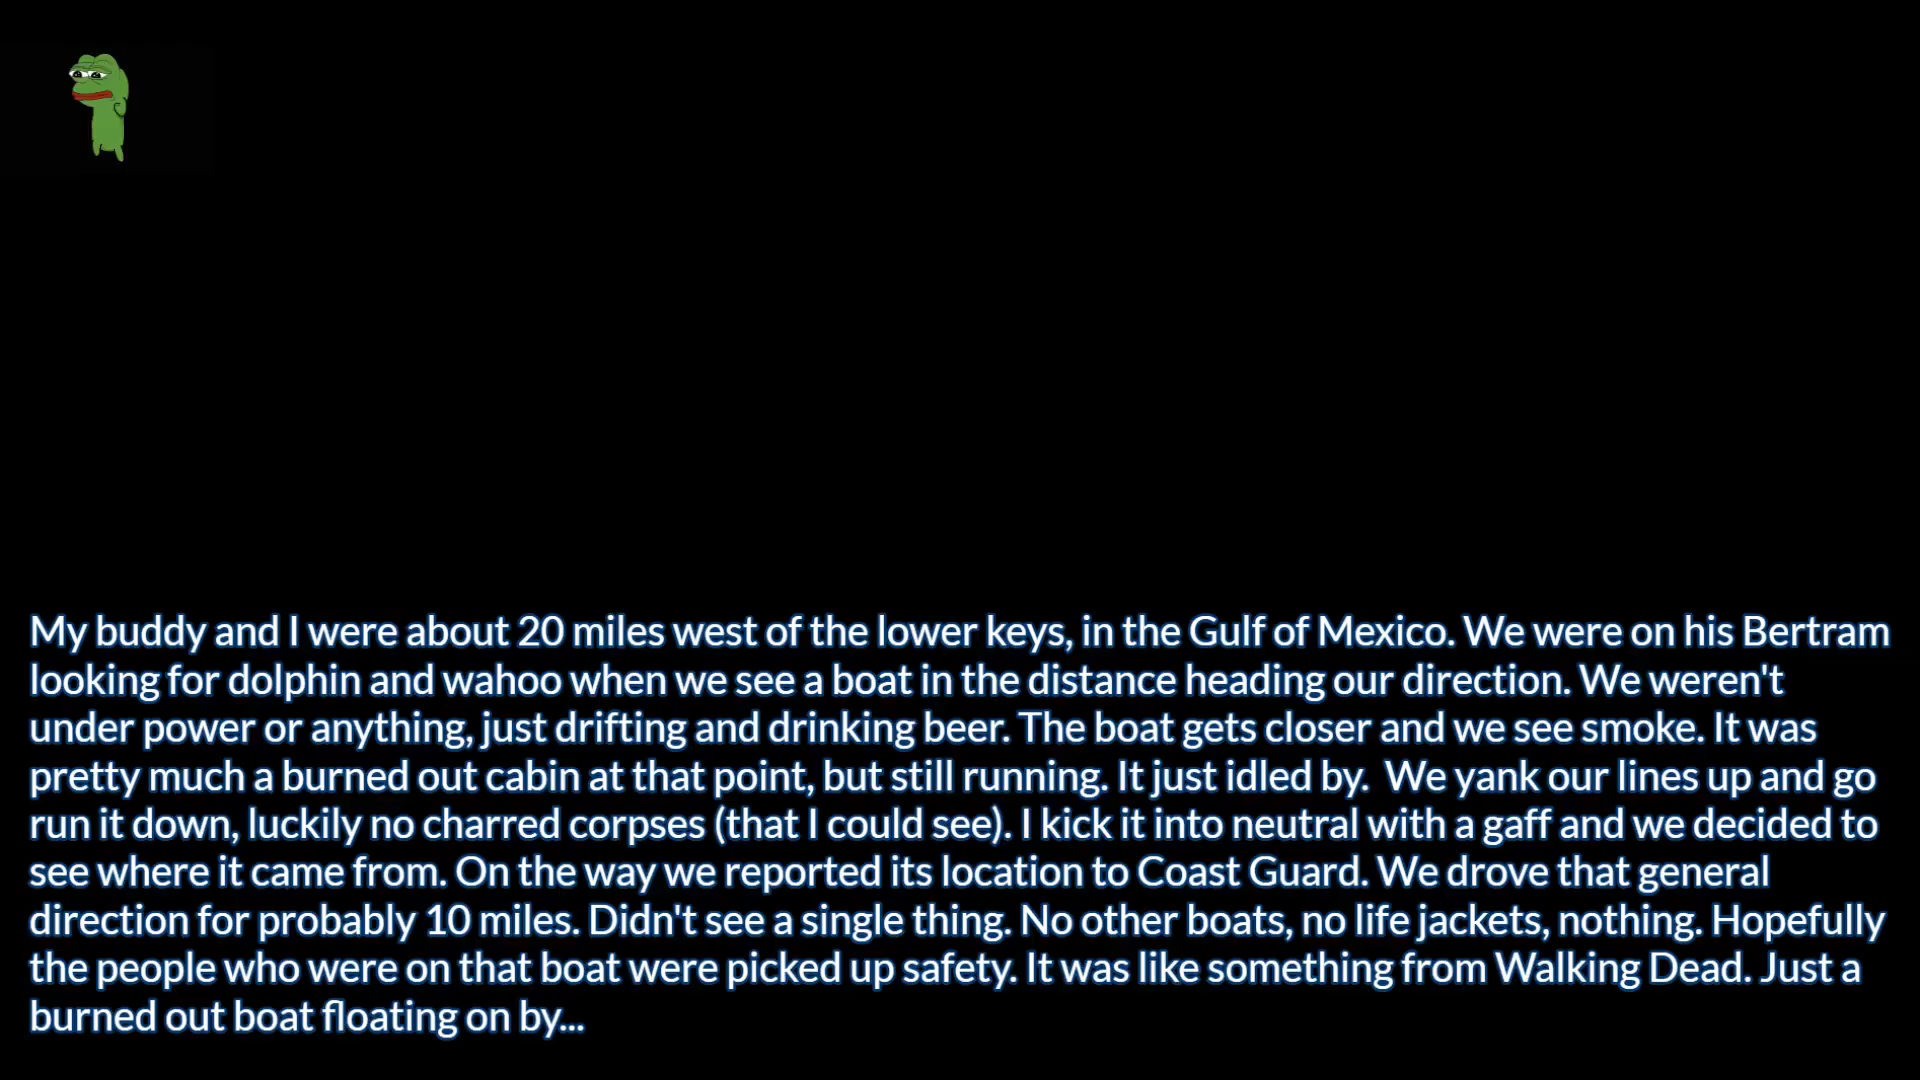 My buddy and I were about 20 miles west of the lower keys, in the Gulf of Mexico. We were on his Bertram
looking for dolphin and wahoo when we see a boat in the distance heading our direction. We weren't
under power or anything, just drifting and drinking beer. The boat gets closer and we see smoke. It was
pretty much a burned out cabin at that point, but still running. It just idled by.  We yank our lines up and go
run it down, luckily no charred corpses (that I could see). I kick it into neutral with a gaff and we decided to
see where it came from. On the way we reported its location to Coast Guard. We drove that general
direction for probably 10 miles. Didn't see a single thing. No other boats, no life jackets, nothing. Hopefully
the people who were on that boat were picked up safety. It was like something from Walking Dead. Just a
burned out boat floating on by...